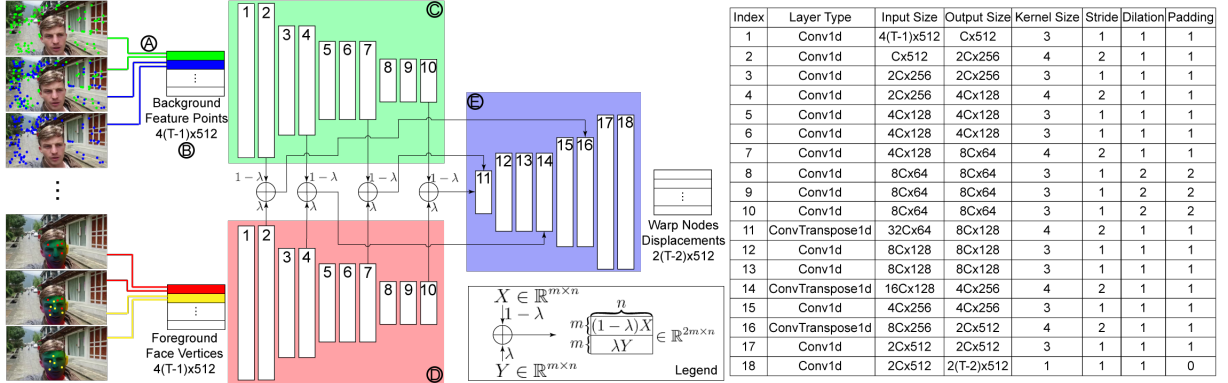 A
Background
Feature Points
4(T-1)x512
B
Foreground
Face Vertices
4(T-1)x512
C
1 2 3 4 5 6 7 8 9 10
1 − λ 1 − λ 1 − λ 1 − λ
λ λ λ λ
1 2 3 4 5 6 7 8 9 10
D
E
11 12 13 14 15 16 17 18
Warp Nodes
Displacements
2(T-2)x512
X ∈ ℝ^{m×n}
1 − λ
λ
Y ∈ ℝ^{m×n}
n
m{(1 − λ)X
m{λY
∈ ℝ^{2m×n}
Legend
Index Layer Type Input Size Output Size Kernel Size Stride Dilation Padding
1 Conv1d 4(T-1)x512 Cx512 3 1 1 1
2 Conv1d Cx512 2Cx256 4 2 1 1
3 Conv1d 2Cx256 2Cx256 3 1 1 1
4 Conv1d 2Cx256 4Cx128 4 2 1 1
5 Conv1d 4Cx128 4Cx128 3 1 1 1
6 Conv1d 4Cx128 4Cx128 3 1 1 1
7 Conv1d 4Cx128 8Cx64 4 2 1 1
8 Conv1d 8Cx64 8Cx64 3 1 2 2
9 Conv1d 8Cx64 8Cx64 3 1 2 2
10 Conv1d 8Cx64 8Cx64 3 1 2 2
11 ConvTranspose1d 32Cx64 8Cx128 4 2 1 1
12 Conv1d 8Cx128 8Cx128 3 1 1 1
13 Conv1d 8Cx128 8Cx128 3 1 1 1
14 ConvTranspose1d 16Cx128 4Cx256 4 2 1 1
15 Conv1d 4Cx256 4Cx256 3 1 1 1
16 ConvTranspose1d 8Cx256 2Cx512 4 2 1 1
17 Conv1d 2Cx512 2Cx512 3 1 1 1
18 Conv1d 2Cx512 2(T-2)x512 1 1 1 0